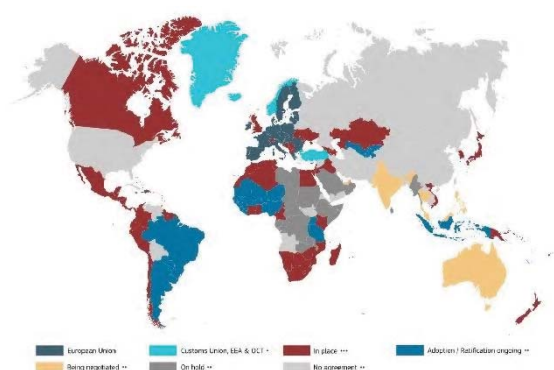 European Union
Customs Union, EEA & OCT *
In place ***
Adoption / Ratification ongoing **
Being negotiated **
On hold **
No agreement **